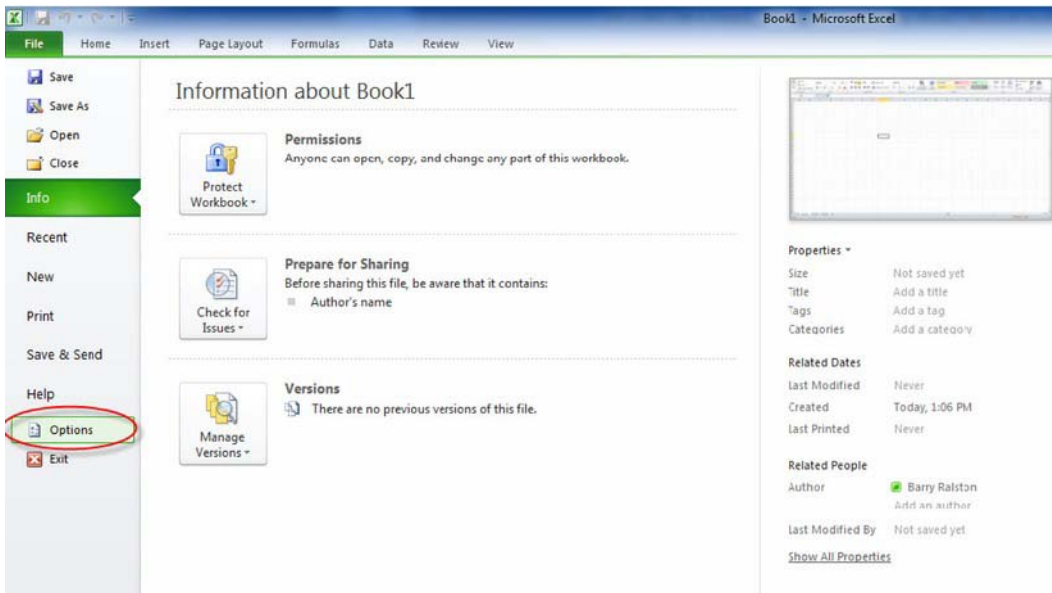 Book1 - Microsoft Excel
File Home Insert Page Layout Formulas Data Review View
Save
Save As
Open
Close
Info
Recent
New
Print
Save & Send
Help
Options
Exit
Information about Book1
Protect
Workbook
Permissions
Anyone can open, copy, and change any part of this workbook.
Check for
Issues
Prepare for Sharing
Before sharing this file, be aware that it contains:
Author's name
Manage
Versions
Versions
There are no previous versions of this file.
Properties
Size Not saved yet
Title Add a title
Tags Add a tag
Categories Add a category
Related Dates
Last Modified Never
Created Today, 1:06 PM
Last Printed Never
Related People
Author Barry Ralston
Add an author
Last Modified By Not saved yet
Show All Properties